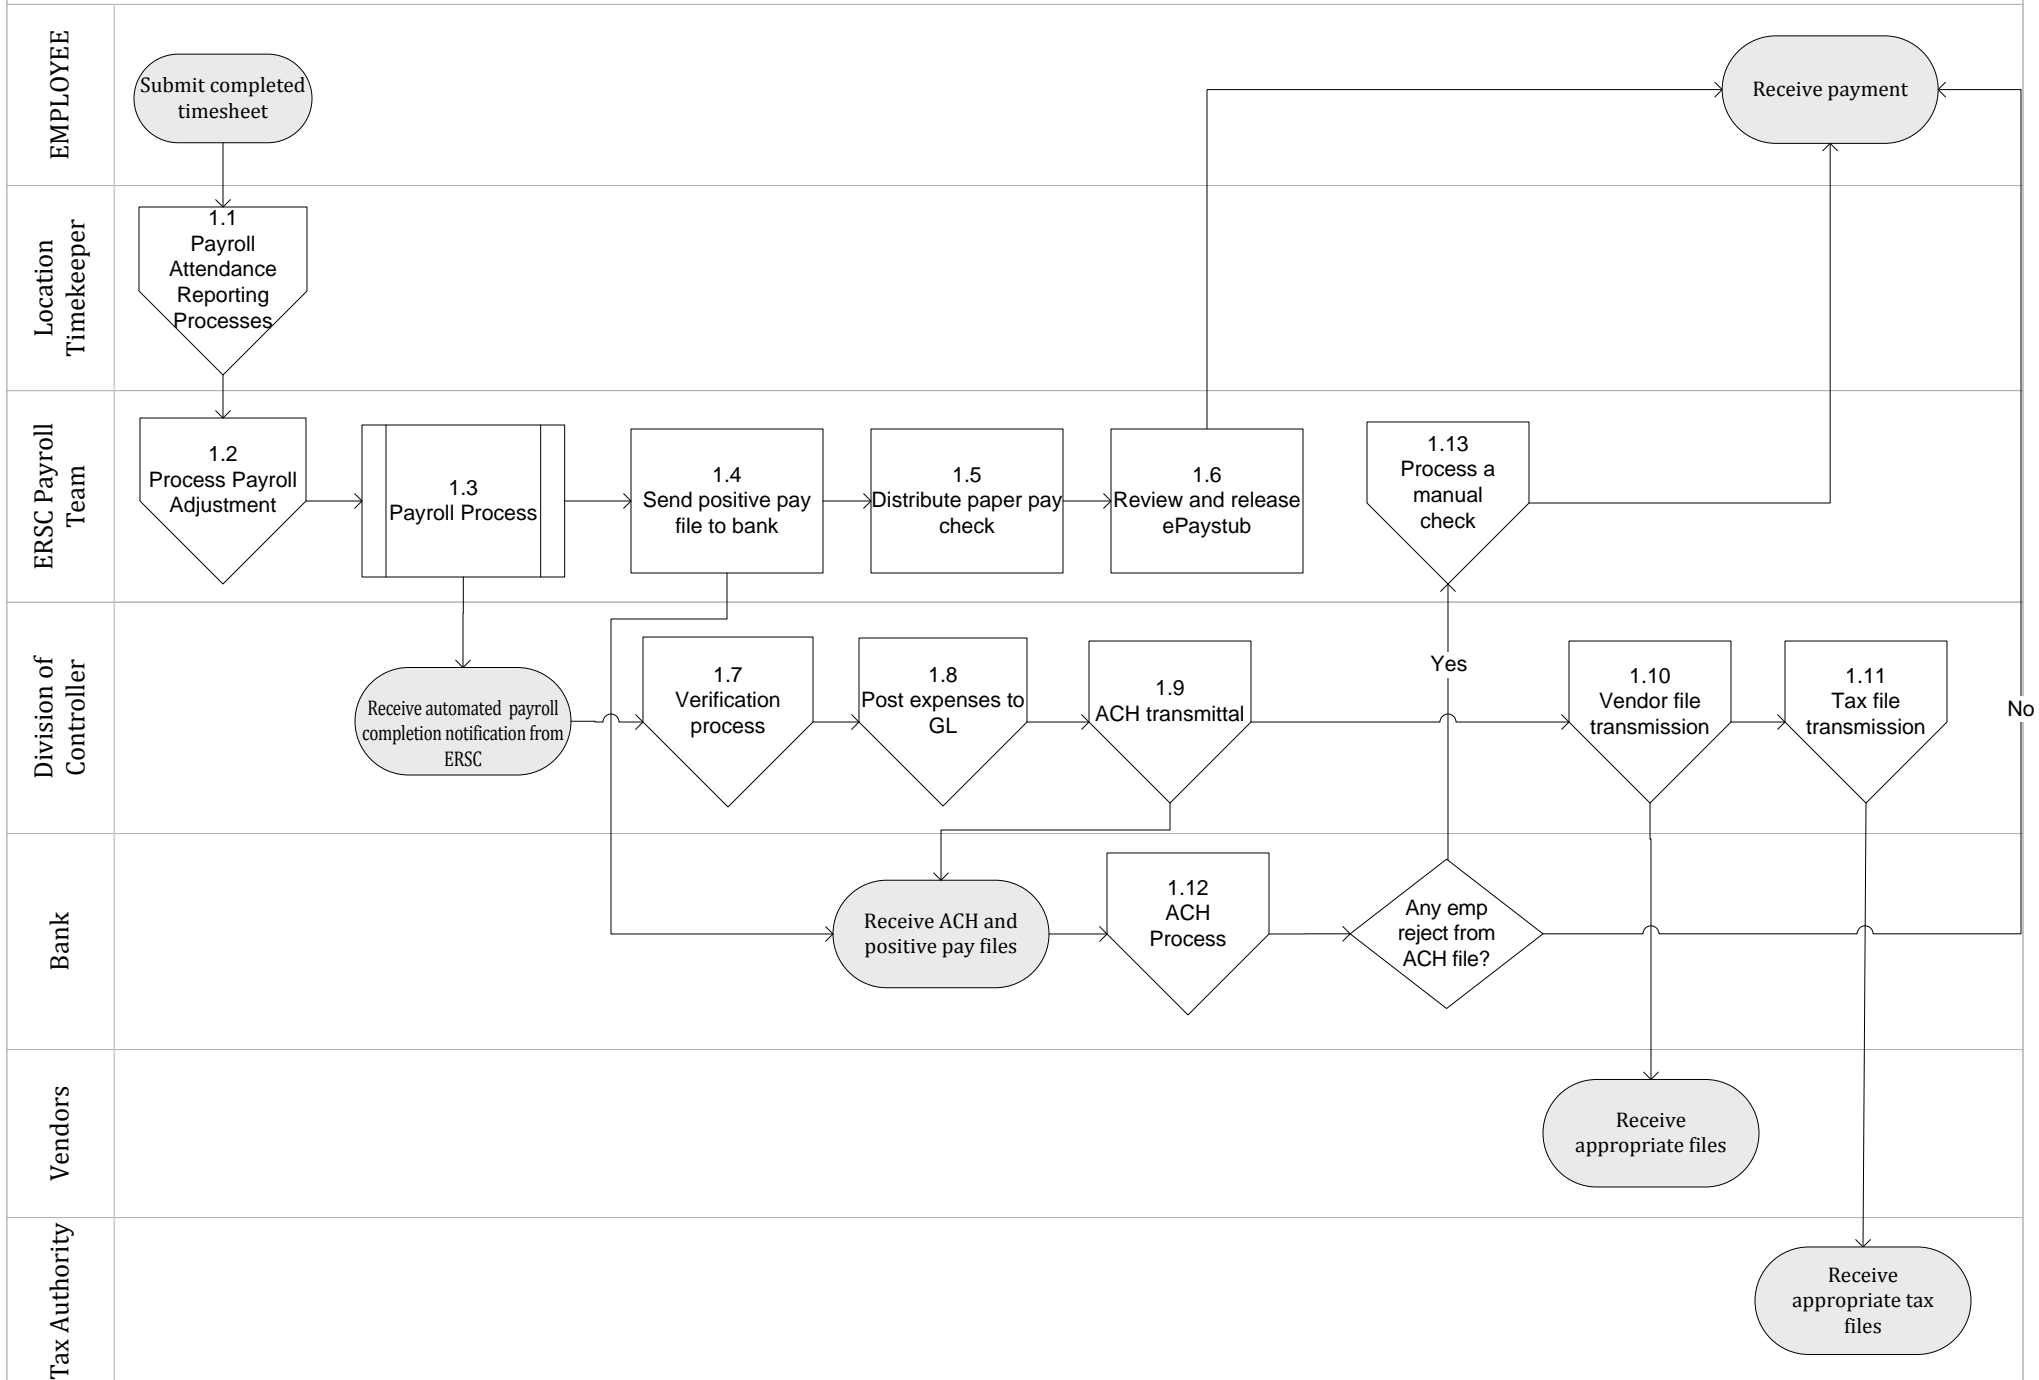 EMPLOYEE
Submit completed
timesheet
Receive payment
Location
Timekeeper
1.1
Payroll
Attendance
Reporting
Processes
ERSC Payroll
Team
1.2
Process Payroll
Adjustment
1.3
Payroll Process
1.4
Send positive pay
file to bank
1.5
Distribute paper pay
check
1.6
Review and release
ePaystub
1.13
Process a
manual
check
Division of
Controller
Receive automated payroll
completion notification from
ERSC
1.7
Verification
process
1.8
Post expenses to
GL
1.9
ACH transmittal
Yes
1.10
Vendor file
transmission
1.11
Tax file
transmission
No
Bank
Receive ACH and
positive pay files
1.12
ACH
Process
Any emp
reject from
ACH file?
Vendors
Receive
appropriate files
Tax Authority
Receive
appropriate tax
files